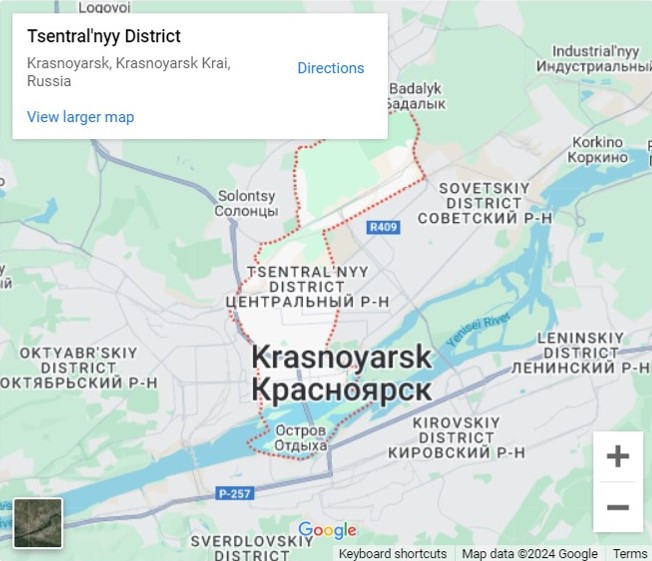 Logovoi
Tsentral'nyy District
Krasnoyarsk, Krasnoyarsk Krai,
Russia
Directions
View larger map
Industrial'nyy
Индустриальный
Badalyk
Бадалык
Korkino
Коркино
Solontsy
Солонцы
SOVETSKIY
DISTRICT
СОВЕТСКИЙ Р-Н
R409
TSENTRAL'NYY
DISTRICT
ЦЕНТРАЛЬНЫЙ Р-Н
Yenisei River
OKTYABR'SKIY
DISTRICT
ОКТЯБРЬСКИЙ Р-Н
Krasnoyarsk
Красноярск
LENINSKIY
DISTRICT
ЛЕНИНСКИЙ Р-Н
Остров
Отдыха
KIROVSKIY
DISTRICT
КИРОВСКИЙ Р-Н
P-257
SVERDLOVSKIY
DISTRICT
Google
Keyboard shortcuts
Map data ©2024 Google
Terms